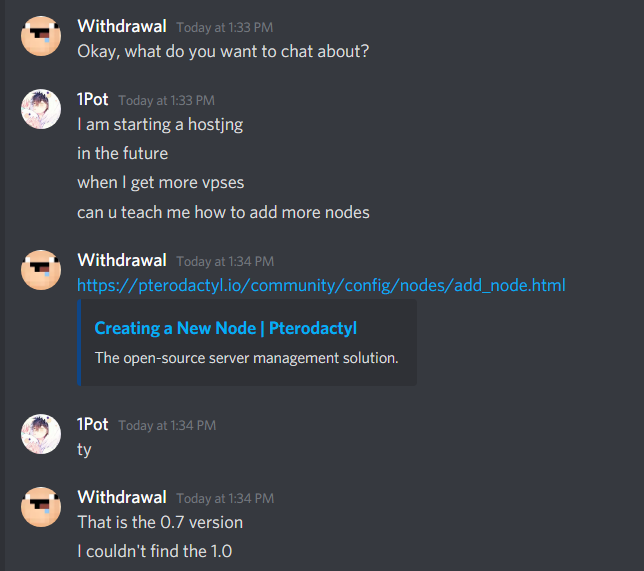 Withdrawal Today at 1:33 PM
Okay, what do you want to chat about?
1Pot Today at 1:33 PM
I am starting a hostjng
in the future
when I get more vpses
can u teach me how to add more nodes
Withdrawal Today at 1:34 PM
https://pterodactyl.io/community/config/nodes/add_node.html
Creating a New Node | Pterodactyl
The open-source server management solution.
1Pot Today at 1:34 PM
ty
Withdrawal Today at 1:34 PM
That is the 0.7 version
I couldn't find the 1.0